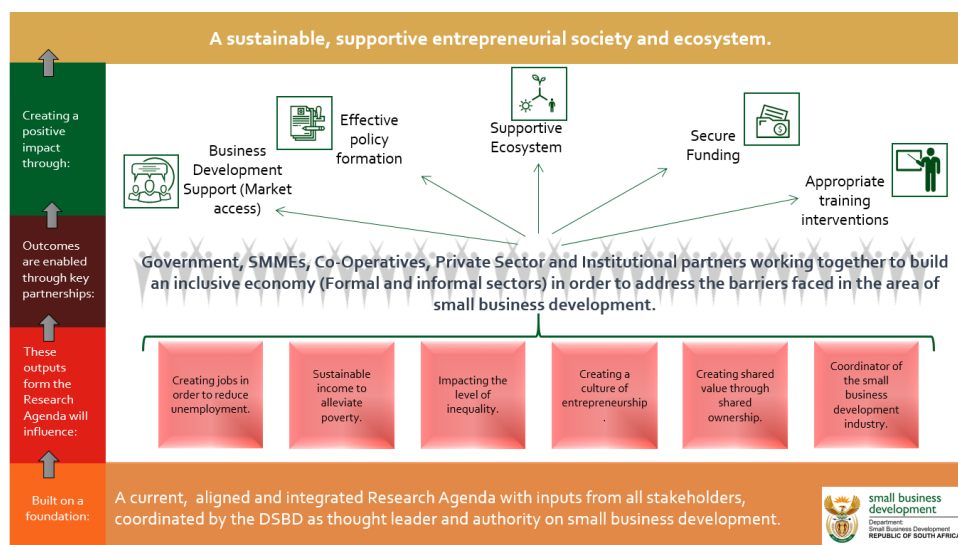 A sustainable, supportive entrepreneurial society and ecosystem.
Creating a
positive
impact
through:
Business
Development
Support (Market
access)
Effective
policy
formation
Supportive
Ecosystem
Secure
Funding
Appropriate
training
interventions
Outcomes
are enabled
through key
partnerships:
Government, SMMEs, Co-Operatives, Private Sector and Institutional partners working together to build
an inclusive economy (Formal and informal sectors) in order to address the barriers faced in the area of
small business development.
These
outputs
form the
Research
Agenda will
influence:
Creating jobs in
order to reduce
unemployment.
Sustainable
income to
alleviate
poverty.
Impacting the
level of
inequality.
Creating a
culture of
entrepreneurship
.
Creating shared
value through
shared
ownership.
Coordinator of
the small
business
development
industry.
Built on a
foundation:
A current,  aligned and integrated Research Agenda with inputs from all stakeholders,
coordinated by the DSBD as thought leader and authority on small business development.
small business
development
Department:
Small Business Development
REPUBLIC OF SOUTH AFRICA